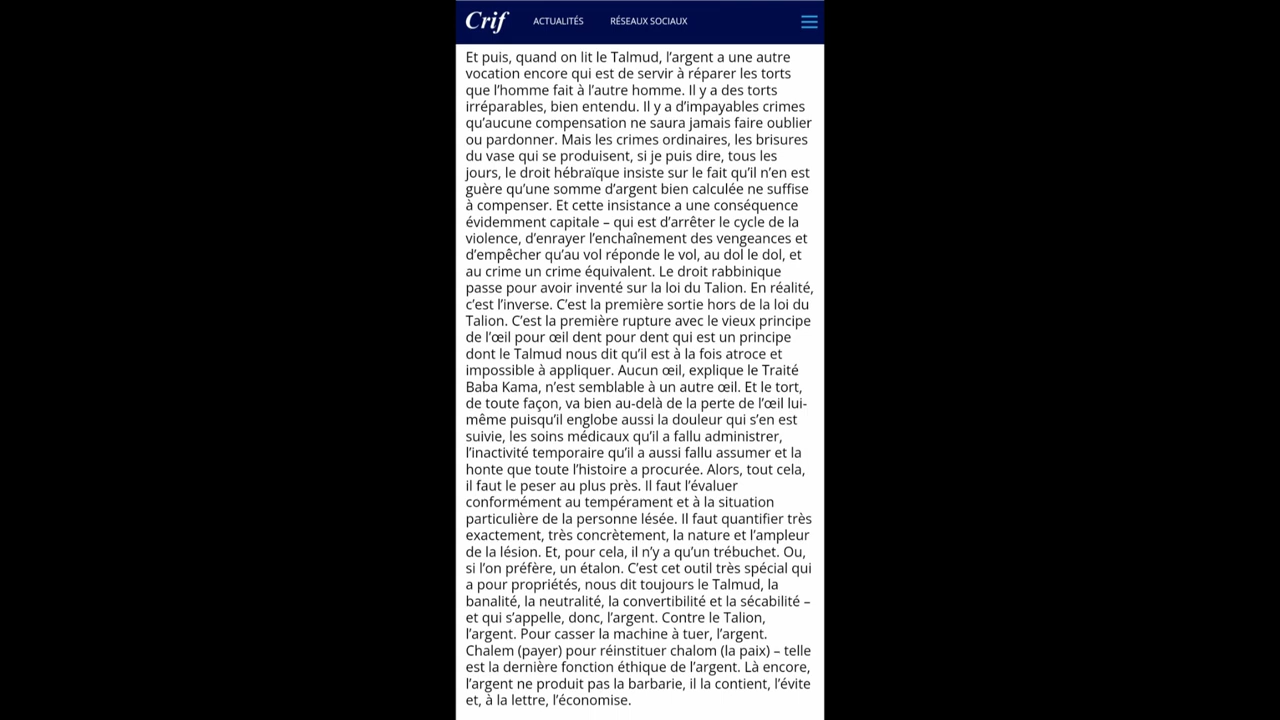 Crif ACTUALITÉS RÉSEAUX SOCIAUX
Et puis, quand on lit le Talmud, l’argent a une autre
vocation encore qui est de servir à réparer les torts
que l’homme fait à l’autre homme. Il y a des torts
irréparables, bien entendu. Il y a d’impayables crimes
qu’aucune compensation ne saura jamais faire oublier
ou pardonner. Mais les crimes ordinaires, les brisures
du vase qui se produisent, si je puis dire, tous les
jours, le droit hébraïque insiste sur le fait qu’il n’en est
guère qu’une somme d’argent bien calculée ne suffise
à compenser. Et cette insistance a une conséquence
évidemment capitale – qui est d’arrêter le cycle de la
violence, d’enrayer l’enchaînement des vengeances et
d’empêcher qu’au vol réponde le vol, au dol le dol, et
au crime un crime équivalent. Le droit rabbinique
passe pour avoir inventé sur la loi du Talion. En réalité,
c’est l’inverse. C’est la première sortie hors de la loi du
Talion. C’est la première rupture avec le vieux principe
de l’œil pour œil dent pour dent qui est un principe
dont le Talmud nous dit qu’il est à la fois atroce et
impossible à appliquer. Aucun œil, explique le Traité
Baba Kama, n’est semblable à un autre œil. Et le tort,
de toute façon, va bien au-delà de la perte de l’œil lui-
même puisqu’il englobe aussi la douleur qui s’en est
suivie, les soins médicaux qu’il a fallu administrer,
l’inactivité temporaire qu’il a aussi fallu assumer et la
honte que toute l’histoire a procurée. Alors, tout cela,
il faut le peser au plus près. Il faut l’évaluer
conformément au tempérament et à la situation
particulière de la personne lésée. Il faut quantifier très
exactement, très concrètement, la nature et l’ampleur
de la lésion. Et, pour cela, il n’y a qu’un trébuchet. Ou,
si l’on préfère, un étalon. C’est cet outil très spécial qui
a pour propriétés, nous dit toujours le Talmud, la
banalité, la neutralité, la convertibilité et la sécabilité –
et qui s’appelle, donc, l’argent. Contre le Talion,
l’argent. Pour casser la machine à tuer, l’argent.
Chalem (payer) pour réinstituer chalom (la paix) – telle
est la dernière fonction éthique de l’argent. Là encore,
l’argent ne produit pas la barbarie, il la contient, l’évite
et, à la lettre, l’économise.